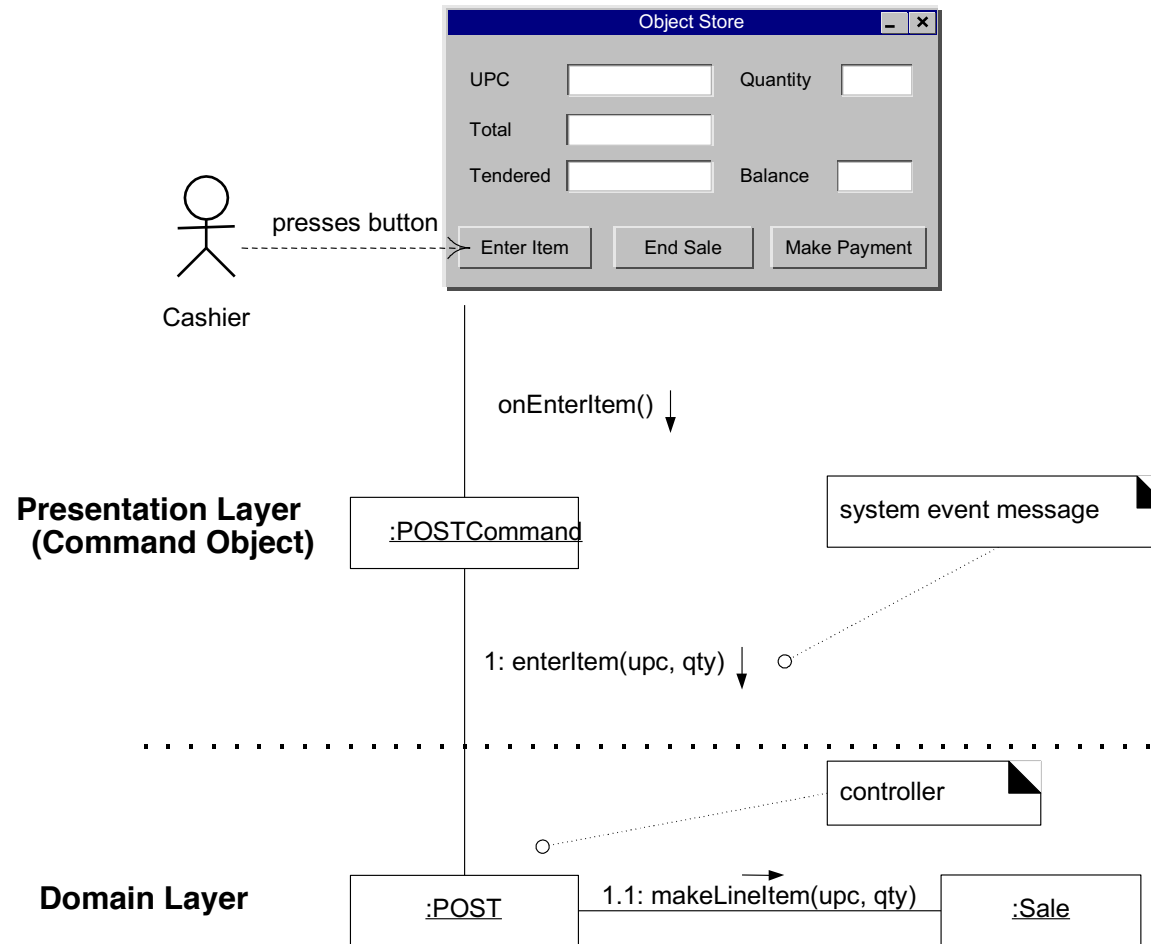 Object Store
UPC
Quantity
Total
Tendered
Balance
presses button
Enter Item
End Sale
Make Payment
Cashier
onEnterItem()
Presentation Layer
(Command Object)
:POSTCommand
system event message
1: enterItem(upc, qty)
controller
Domain Layer
:POST
1.1: makeLineItem(upc, qty)
:Sale